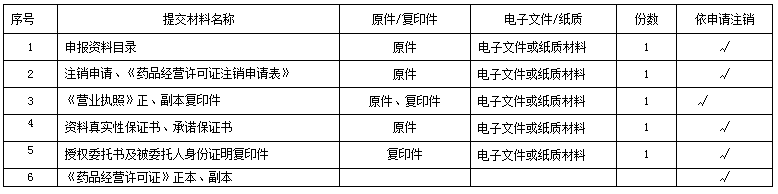 序号 提交材料名称 原件/复印件 电子文件/纸质 份数 依申请注销
1 申报资料目录 原件 电子文件或纸质材料 1 √
2 注销申请、《药品经营许可证注销申请表》 原件 电子文件或纸质材料 1 √
3 《营业执照》正、副本复印件 原件、复印件 电子文件或纸质材料 1 √
4 资料真实性保证书、承诺保证书 原件 电子文件或纸质材料 1 √
5 授权委托书及被委托人身份证明复印件 复印件 电子文件或纸质材料 1 √
6 《药品经营许可证》正本、副本 √